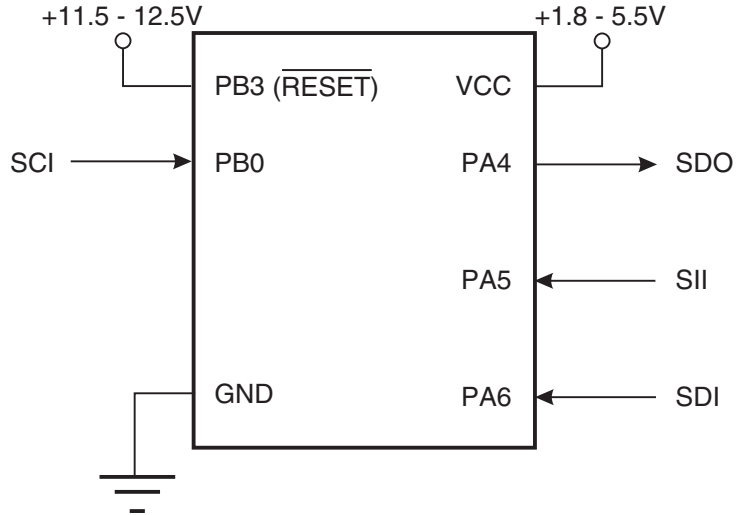 +11.5 - 12.5V
+1.8 - 5.5V
PB3 (RESET)
VCC
SCI
PB0
PA4
SDO
PA5
SII
GND
PA6
SDI